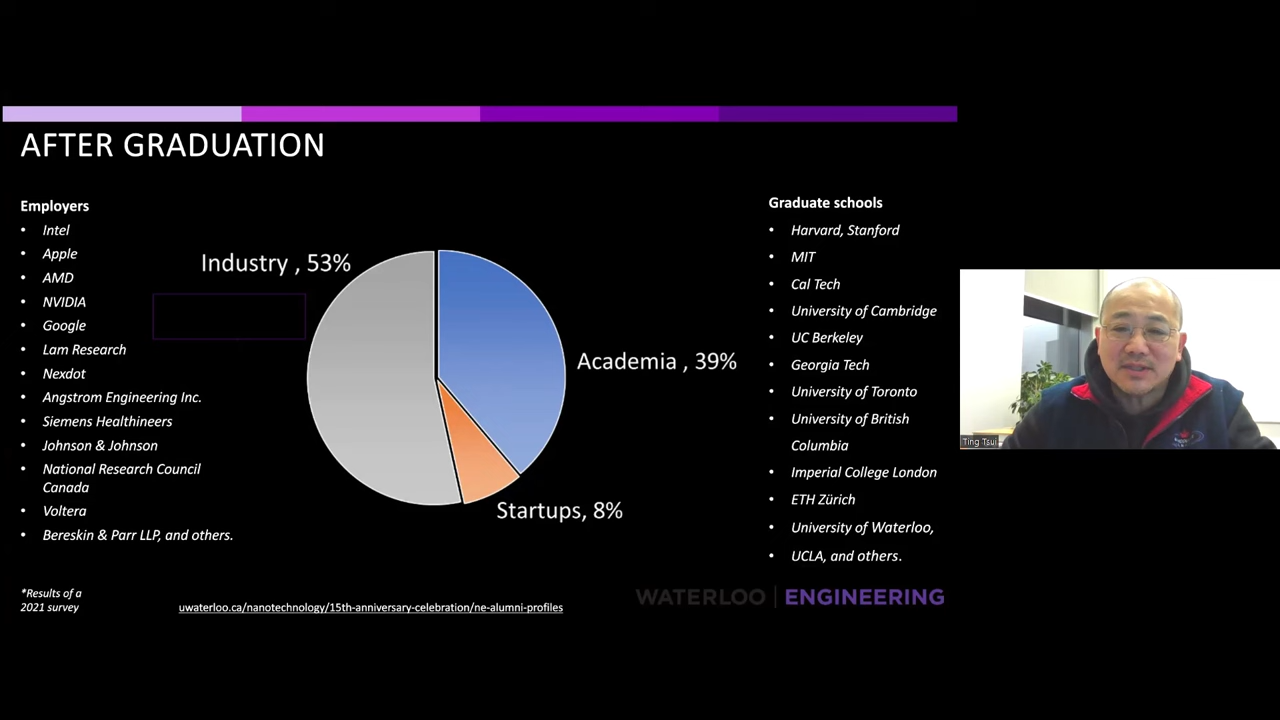 AFTER GRADUATION
Employers
• Intel
• Apple
• AMD
• NVIDIA
• Google
• Lam Research
• Nexdot
• Angstrom Engineering Inc.
• Siemens Healthineers
• Johnson & Johnson
• National Research Council
Canada
• Voltera
• Bereskin & Parr LLP, and others.
Industry , 53%
Academia , 39%
Startups, 8%
Graduate schools
• Harvard, Stanford
• MIT
• Cal Tech
• University of Cambridge
• UC Berkeley
• Georgia Tech
• University of Toronto
• University of British
Columbia
• Imperial College London
• ETH Zürich
• University of Waterloo,
• UCLA, and others.
Ting Tsui
*Results of a
2021 survey
uwaterloo.ca/nanotechnology/15th-anniversary-celebration/ne-alumni-profiles
WATERLOO | ENGINEERING